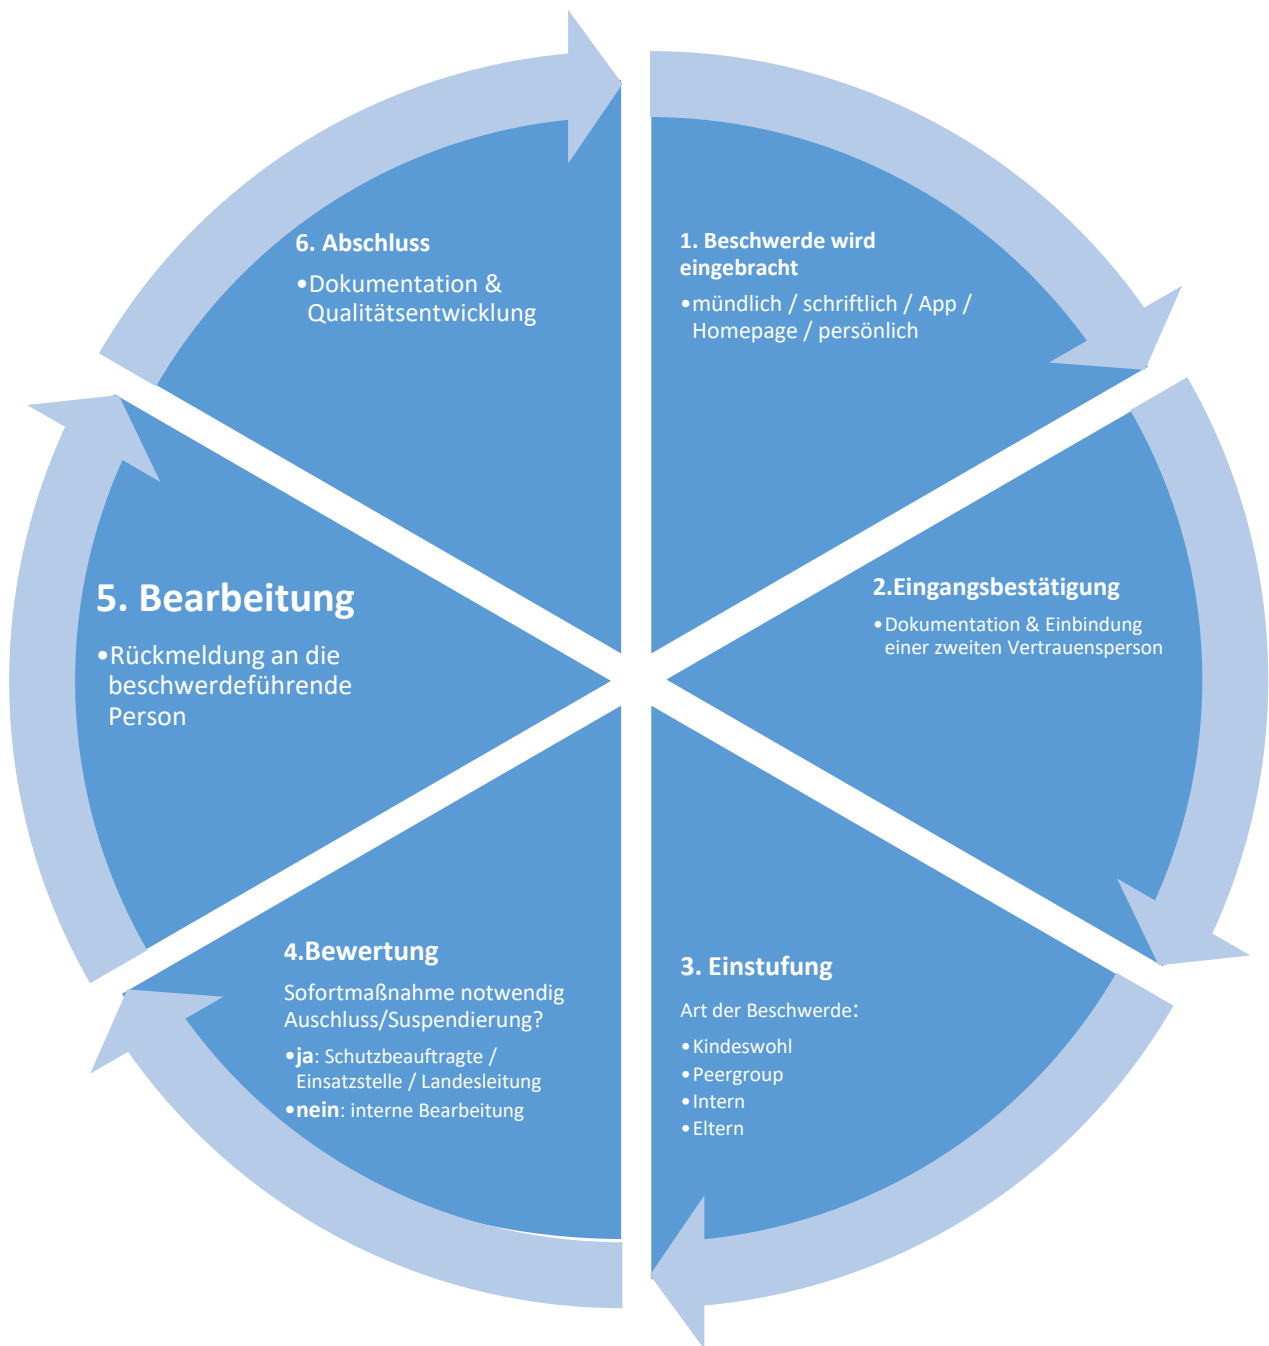 1. Beschwerde wird
eingebracht
•mündlich / schriftlich / App /
Homepage / persönlich
2.Eingangsbestätigung
•Dokumentation & Einbindung
einer zweiten Vertrauensperson
3. Einstufung
Art der Beschwerde:
•Kindeswohl
•Peergroup
•Intern
•Eltern
4.Bewertung
Sofortmaßnahme notwendig
Auschluss/Suspendierung?
•ja: Schutzbeauftragte /
Einsatzstelle / Landesleitung
•nein: interne Bearbeitung
5. Bearbeitung
•Rückmeldung an die
beschwerdeführende
Person
6. Abschluss
•Dokumentation &
Qualitätsentwicklung